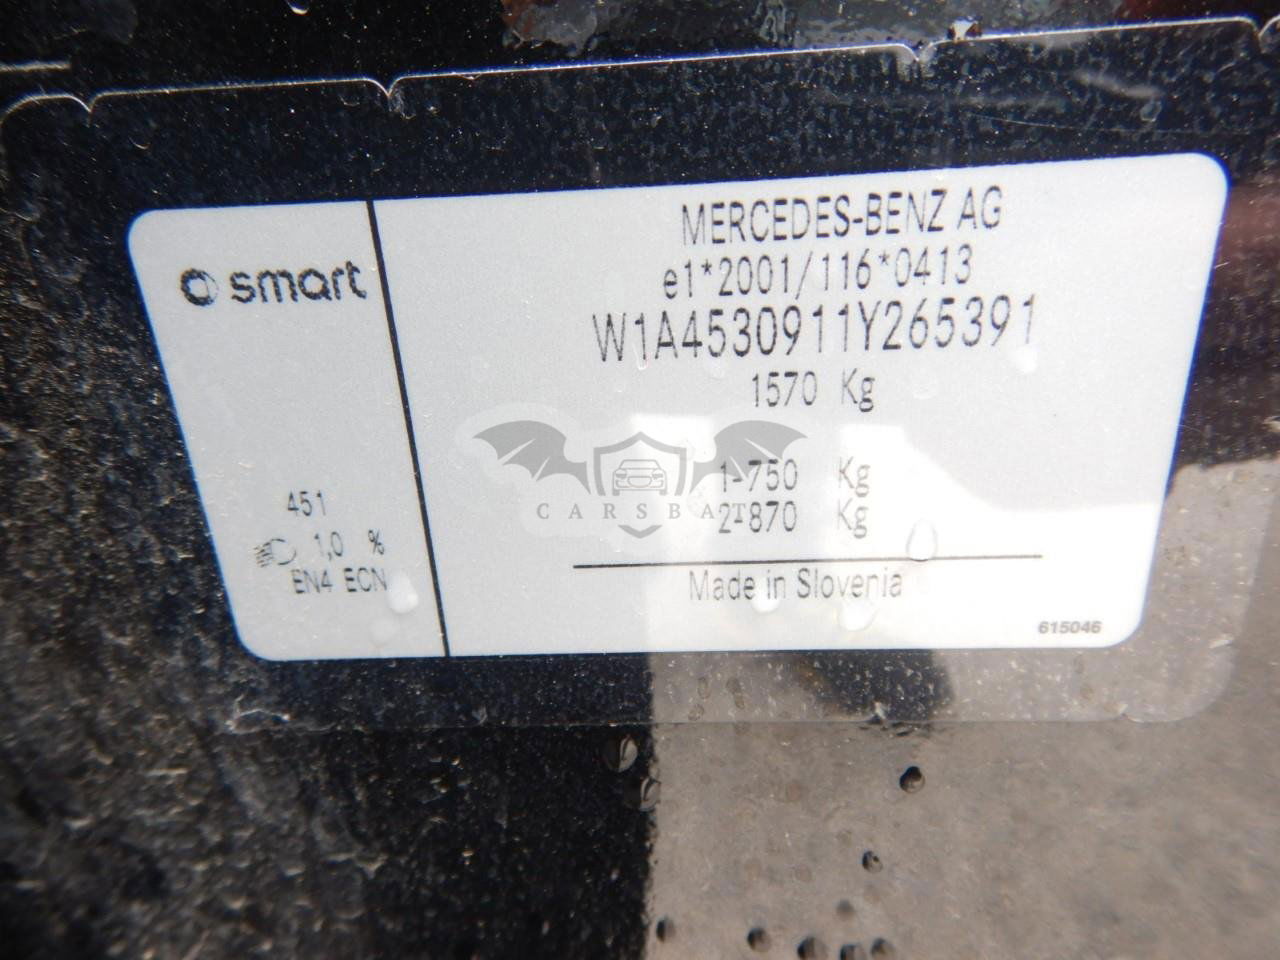 smart
451
1,0 %
EN4 ECN
MERCEDES-BENZ AG
e1*2001/116*0413
W1A4530911Y265391
1570 Kg
1-750 Kg
2-870 Kg
Made in Slovenia
615046
CARSBAT